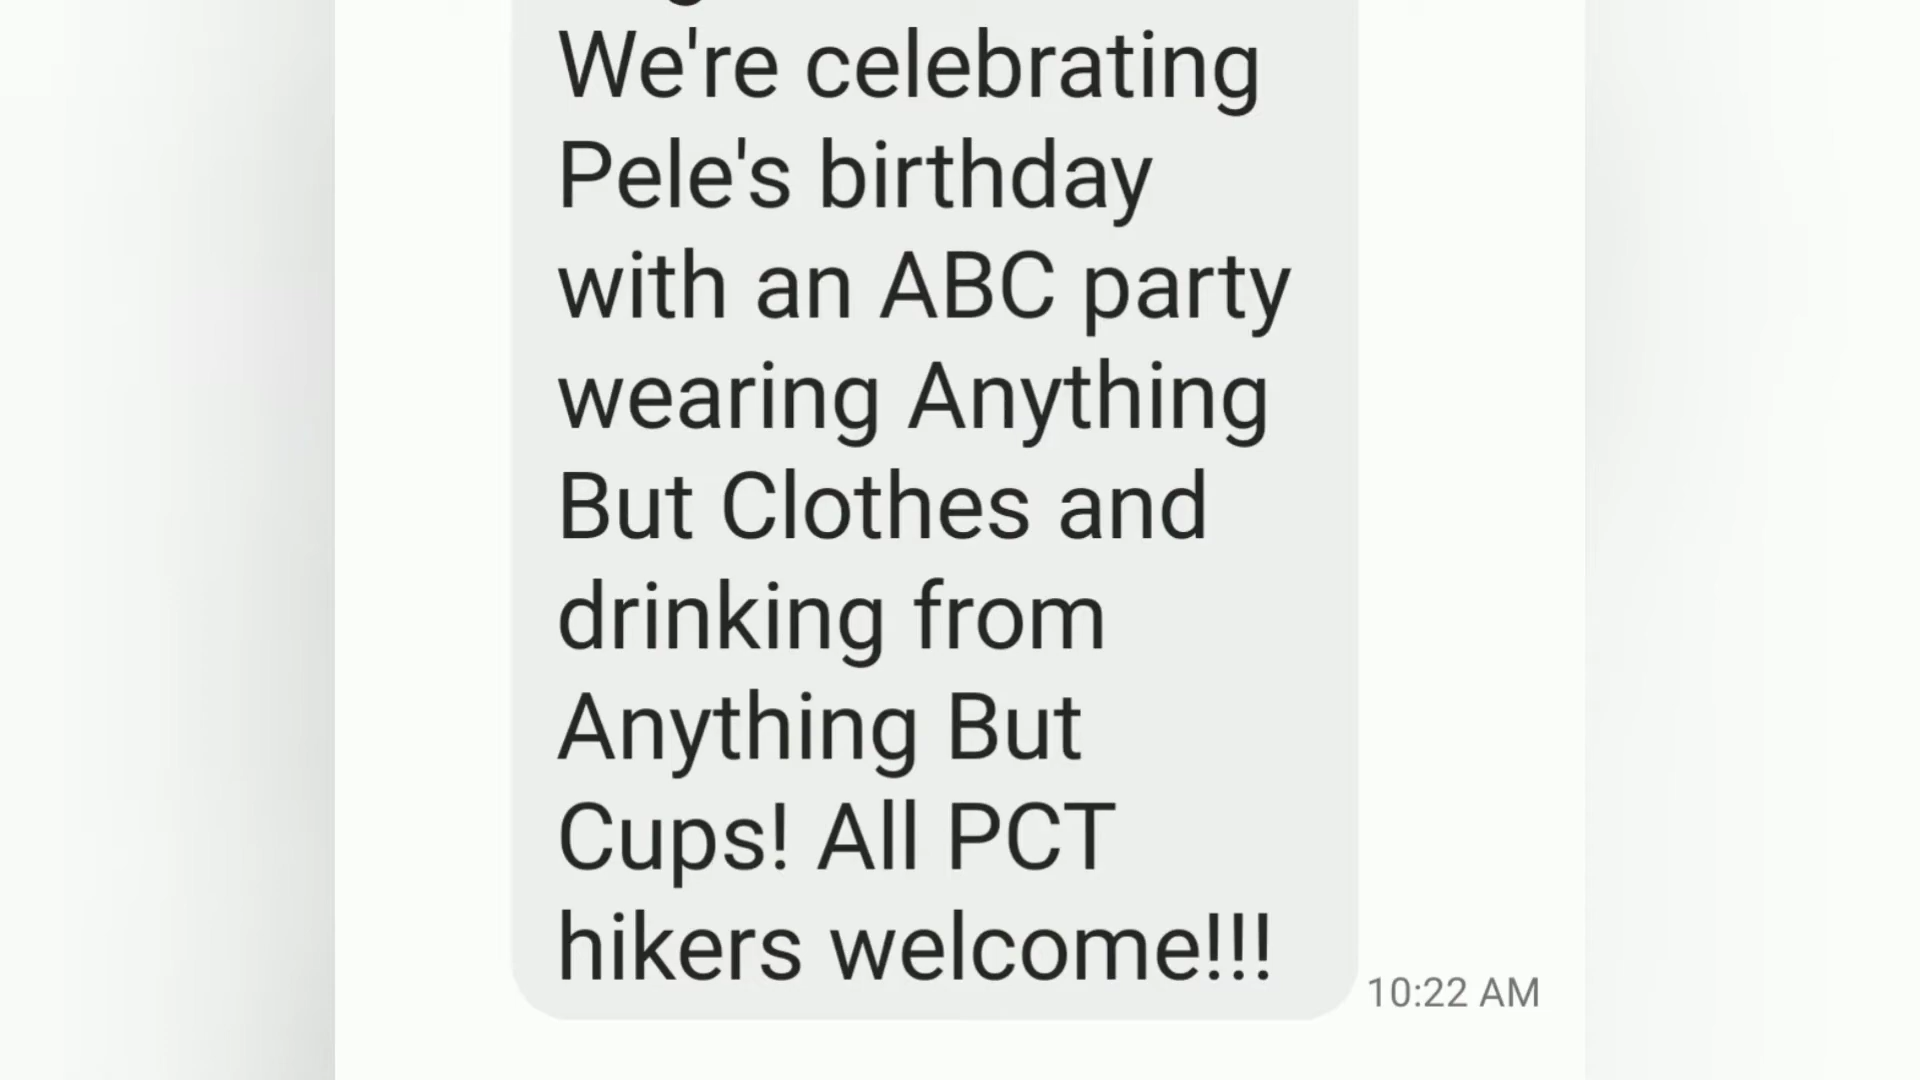 We're celebrating
Pele's birthday
with an ABC party
wearing Anything
But Clothes and
drinking from
Anything But
Cups! All PCT
hikers welcome!!!
10:22 AM